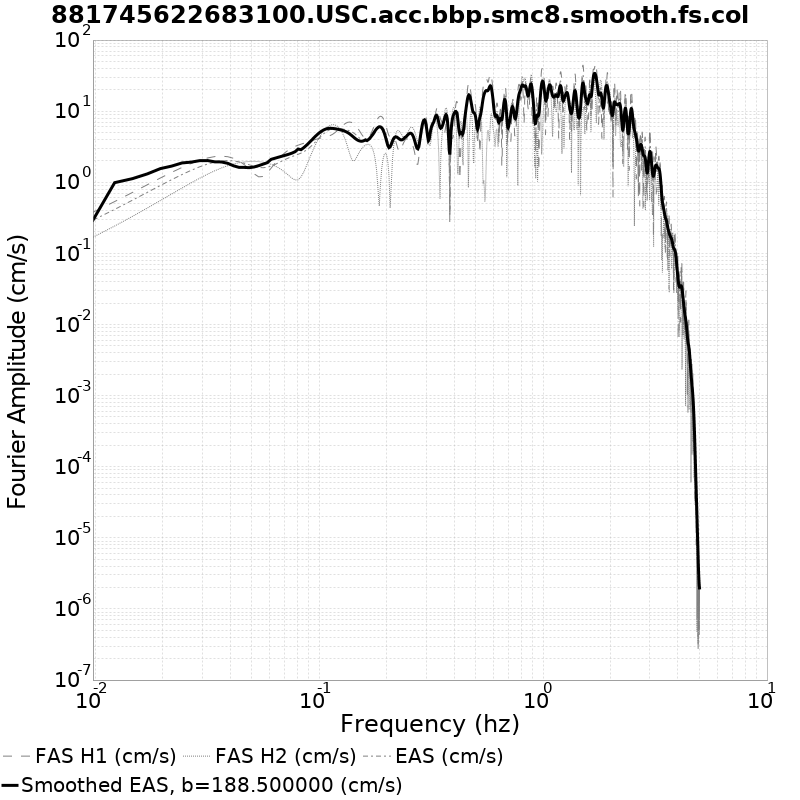 881745622683100.USC.acc.bbp.smc8.smooth.fs.col
10^2
10^1
10^0
10^-1
10^-2
10^-3
10^-4
10^-5
10^-6
10^-7
Fourier Amplitude (cm/s)
10^-2 10^-1 10^0 10^1
Frequency (hz)
FAS H1 (cm/s) FAS H2 (cm/s) EAS (cm/s)
Smoothed EAS, b=188.500000 (cm/s)